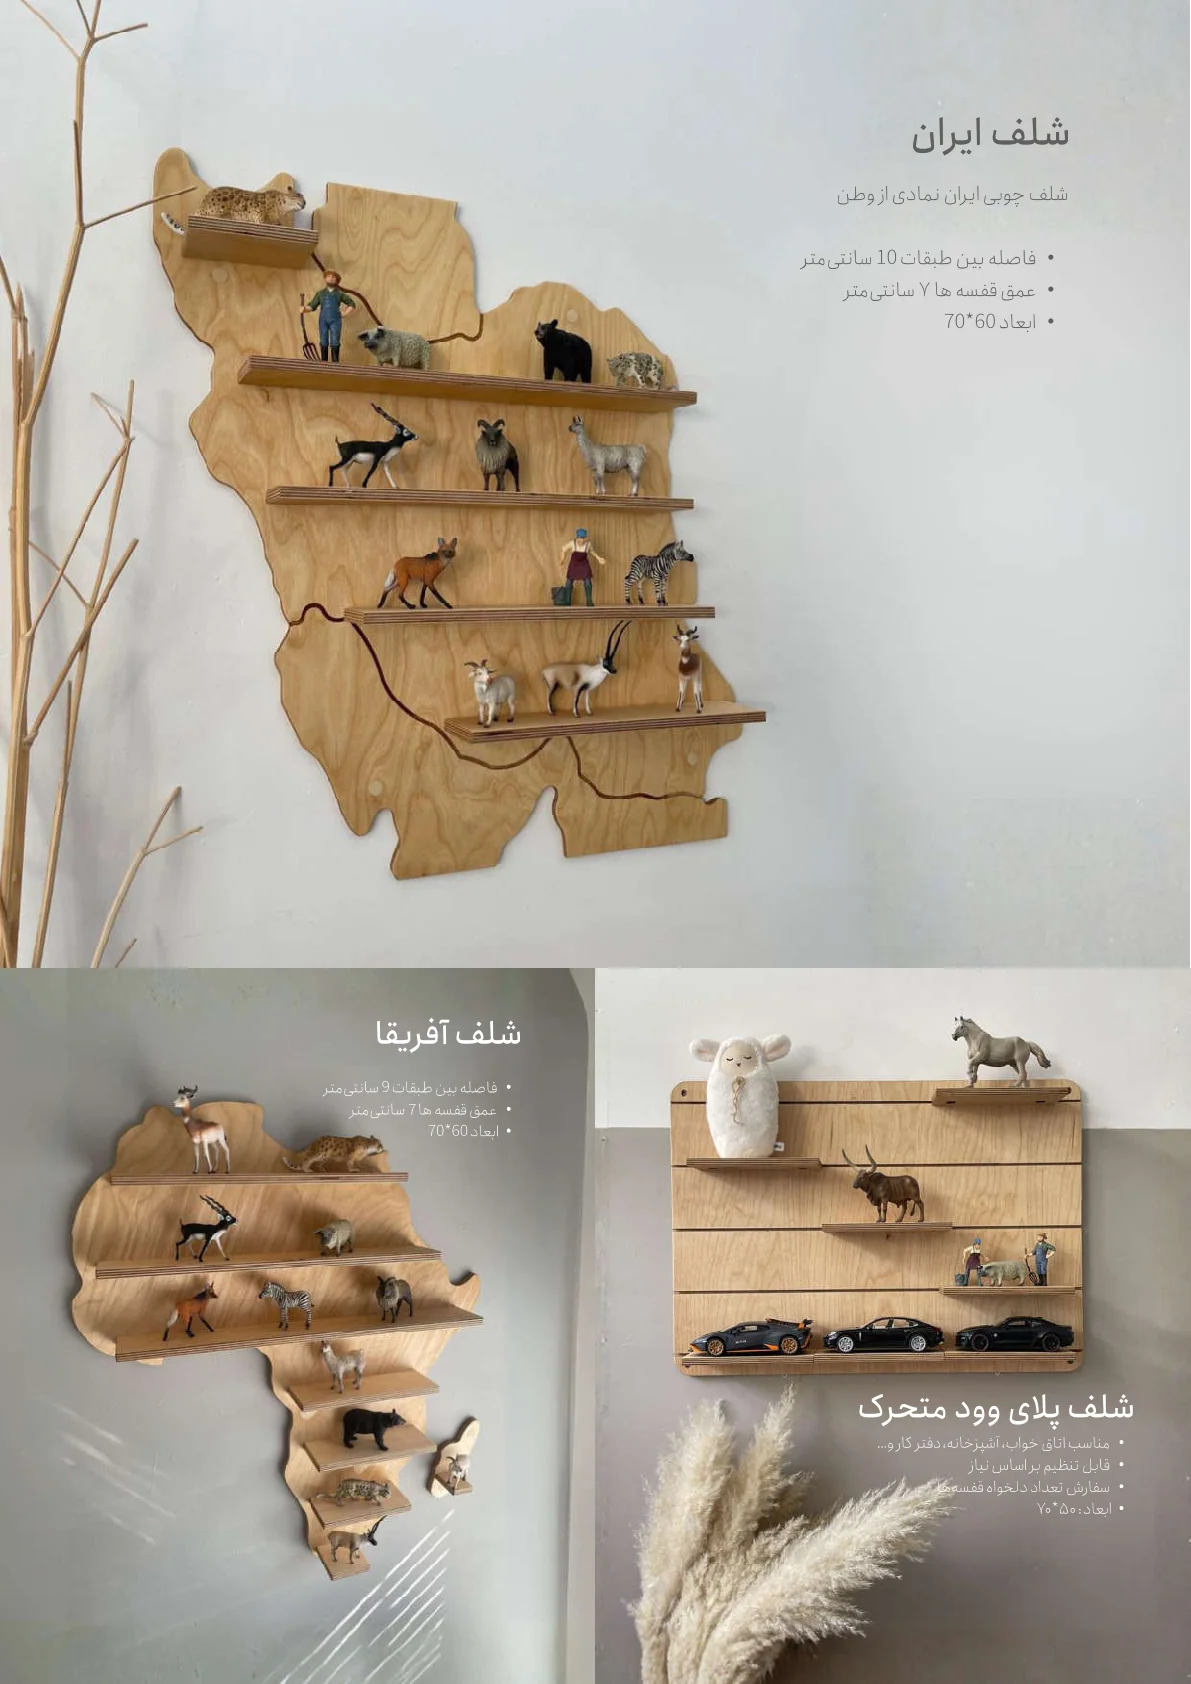 شلف ایران
شلف چوبی ایران نمادی از وطن
• فاصله بین طبقات 10 سانتی‌متر
• عمق قفسه ها ۷ سانتی‌متر
• ابعاد 60*70
شلف آفریقا
• فاصله بین طبقات 9 سانتی‌متر
• عمق قفسه ها 7 سانتی‌متر
• ابعاد 60*70
شلف پلای وود متحرک
• مناسب اتاق خواب، آشپزخانه، دفتر کار و...
• قابل تنظیم بر اساس نیاز
• سفارش تعداد دلخواه قفسه‌ها
• ابعاد: ۵۰*۷۰